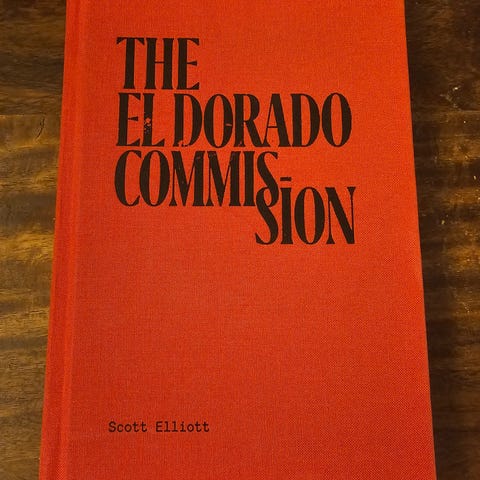 THE
EL DORADO
COMMIS-
SION
Scott Elliott